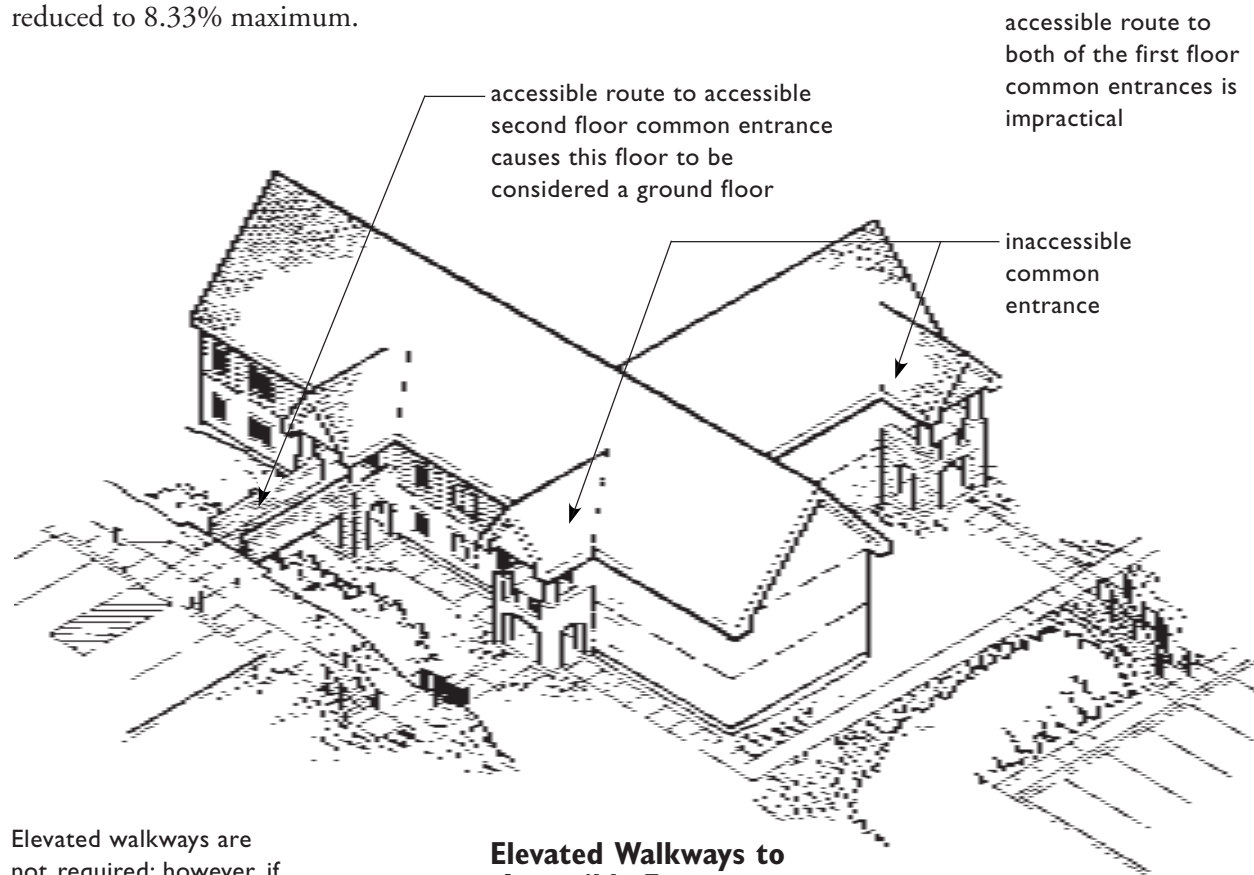 reduced to 8.33% maximum.
accessible route to
both of the first floor
common entrances is
impractical
accessible route to accessible
second floor common entrance
causes this floor to be
considered a ground floor
inaccessible
common
entrance
Elevated walkways are
not required; however, if
Elevated Walkways to